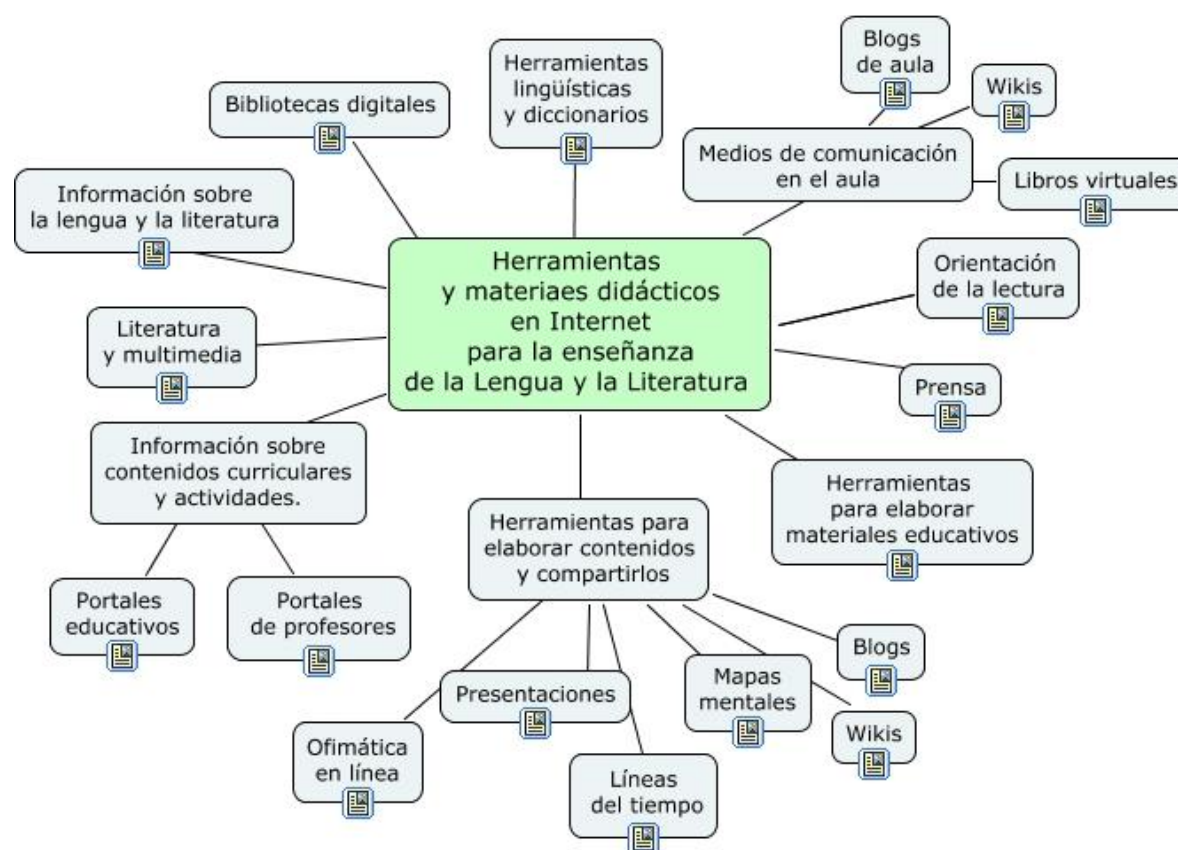 Blogs
de aula
Herramientas
lingüísticas
y diccionarios
Wikis
Bibliotecas digitales
Medios de comunicación
en el aula
Libros virtuales
Información sobre
la lengua y la literatura
Herramientas
y materiaes didácticos
en Internet
para la enseñanza
de la Lengua y la Literatura
Orientación
de la lectura
Literatura
y multimedia
Prensa
Información sobre
contenidos curriculares
y actividades.
Herramientas
para elaborar
materiales educativos
Herramientas para
elaborar contenidos
y compartirlos
Portales
educativos
Portales
de profesores
Blogs
Mapas
mentales
Presentaciones
Wikis
Ofimática
en línea
Líneas
del tiempo